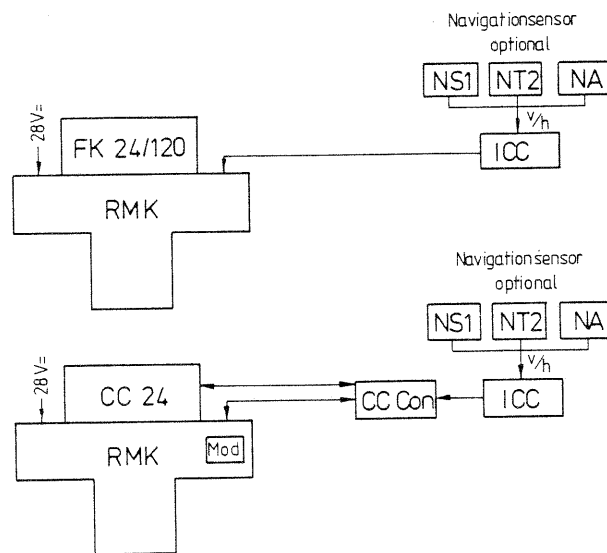 Navigationsensor
optional
NS1 NT2 NA
v/h
28V=
FK 24/120
ICC
RMK
Navigationsensor
optional
NS1 NT2 NA
v/h
28V=
CC 24
CC Con
ICC
RMK
Mod